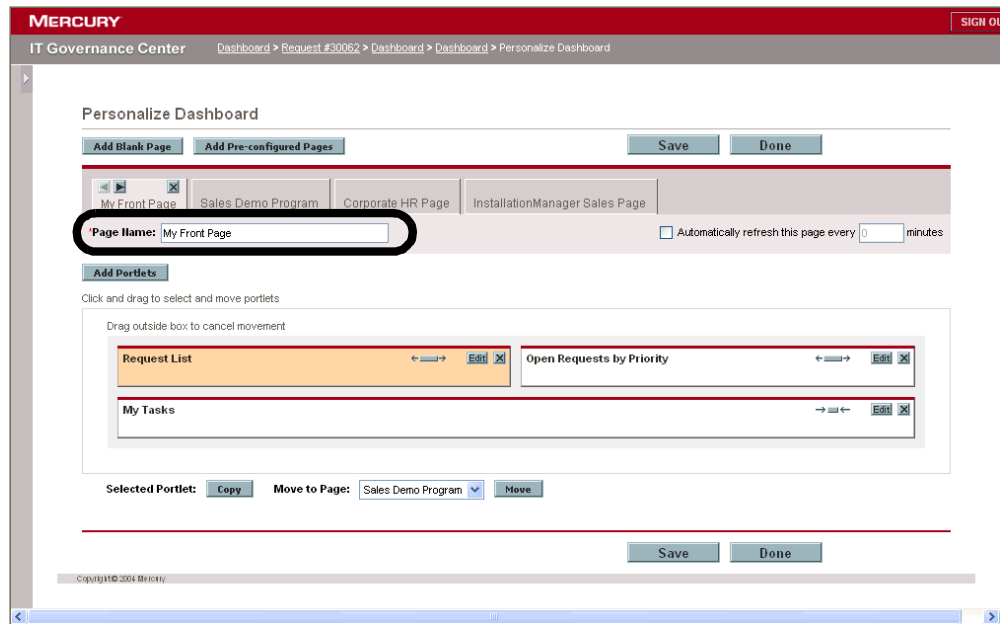 MERCURY
SIGN OU
IT Governance Center Dashboard > Request #30062 > Dashboard > Dashboard > Personalize Dashboard
Personalize Dashboard
Add Blank Page Add Pre-configured Pages Save Done
My Front Page Sales Demo Program Corporate HR Page InstallationManager Sales Page
*Page Name: My Front Page Automatically refresh this page every 0 minutes
Add Portlets
Click and drag to select and move portlets
Drag outside box to cancel movement
Request List Edit Open Requests by Priority Edit
My Tasks Edit
Selected Portlet: Copy Move to Page: Sales Demo Program Move
Save Done
Copyright © 2004 Mercury